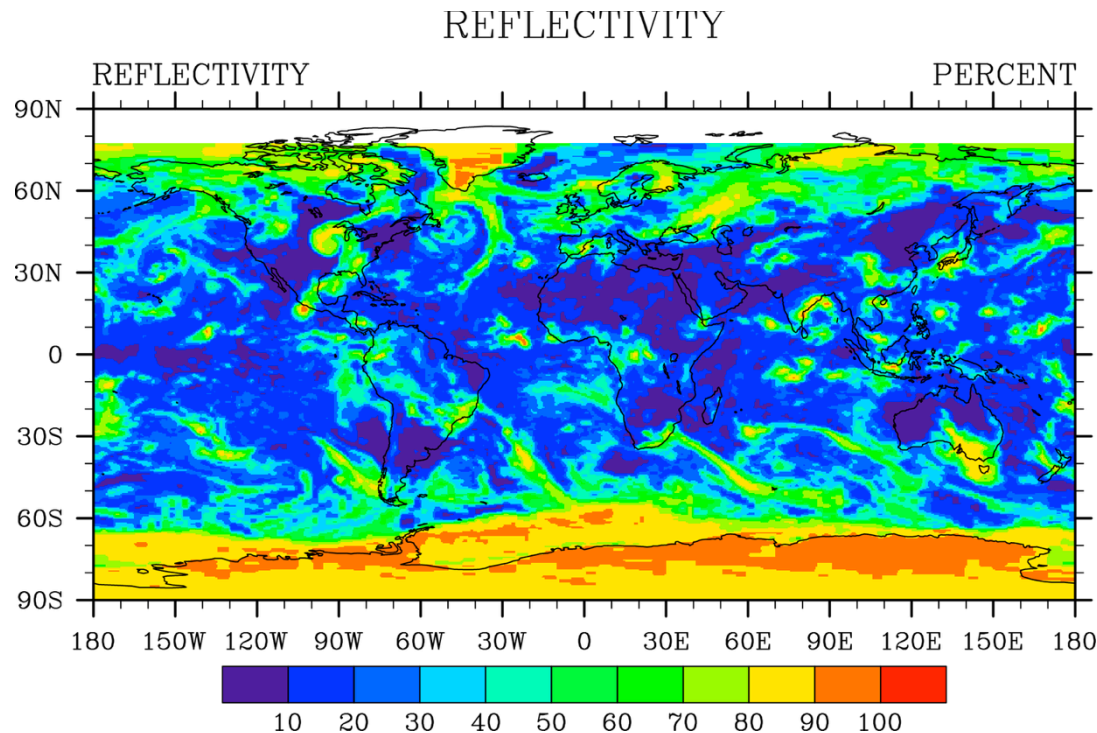 REFLECTIVITY
REFLECTIVITY PERCENT
90N
60N
30N
0
30S
60S
90S
180 150W 120W 90W 60W 30W 0 30E 60E 90E 120E 150E 180
10 20 30 40 50 60 70 80 90 100